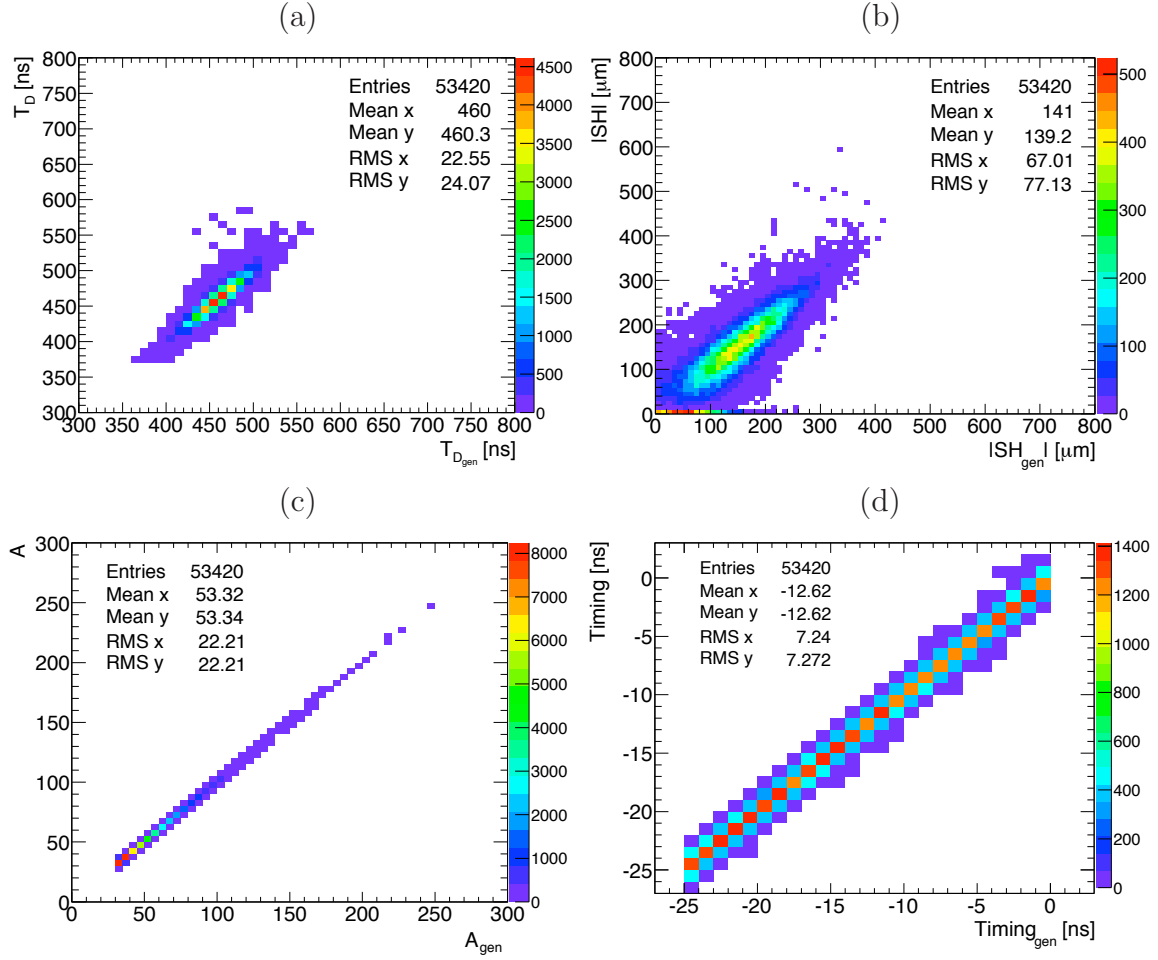 (a)
T_D [ns]
800
750
700
650
600
550
500
450
400
350
300
Entries 53420
Mean x 460
Mean y 460.3
RMS x 22.55
RMS y 24.07
4500
4000
3500
3000
2500
2000
1500
1000
500
0
300 350 400 450 500 550 600 650 700 750 800
T_Dgen [ns]
(b)
|SH| [μm]
800
700
600
500
400
300
200
100
0
Entries 53420
Mean x 141
Mean y 139.2
RMS x 67.01
RMS y 77.13
500
400
300
200
100
0
0 100 200 300 400 500 600 700 800
|SH_gen| [μm]
(c)
A
300
250
200
150
100
50
0
Entries 53420
Mean x 53.32
Mean y 53.34
RMS x 22.21
RMS y 22.21
8000
7000
6000
5000
4000
3000
2000
1000
0
0 50 100 150 200 250 300
A_gen
(d)
Timing [ns]
0
-5
-10
-15
-20
-25
Entries 53420
Mean x -12.62
Mean y -12.62
RMS x 7.24
RMS y 7.272
1400
1200
1000
800
600
400
200
0
-25 -20 -15 -10 -5 0
Timing_gen [ns]